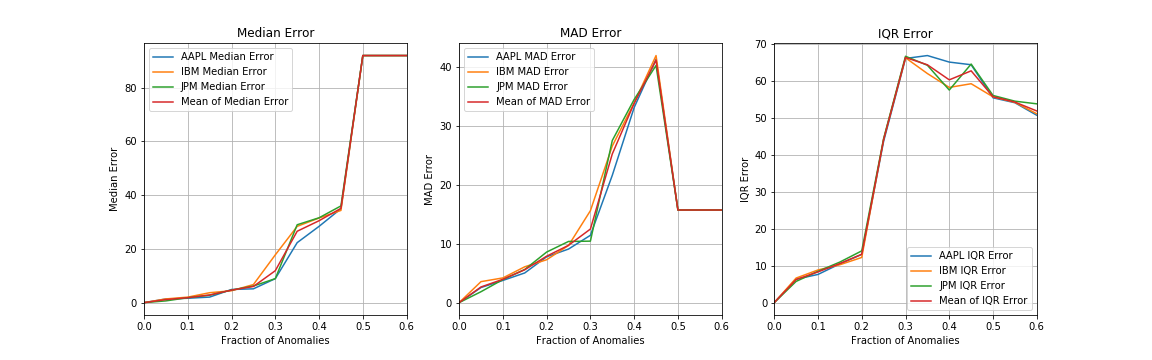 Median Error
AAPL Median Error
IBM Median Error
JPM Median Error
Mean of Median Error
Median Error
80
60
40
20
0
0.0 0.1 0.2 0.3 0.4 0.5 0.6
Fraction of Anomalies
MAD Error
AAPL MAD Error
IBM MAD Error
JPM MAD Error
Mean of MAD Error
MAD Error
40
30
20
10
0
0.0 0.1 0.2 0.3 0.4 0.5 0.6
Fraction of Anomalies
IQR Error
IQR Error
70
60
50
40
30
20
10
0
AAPL IQR Error
IBM IQR Error
JPM IQR Error
Mean of IQR Error
0.0 0.1 0.2 0.3 0.4 0.5 0.6
Fraction of Anomalies